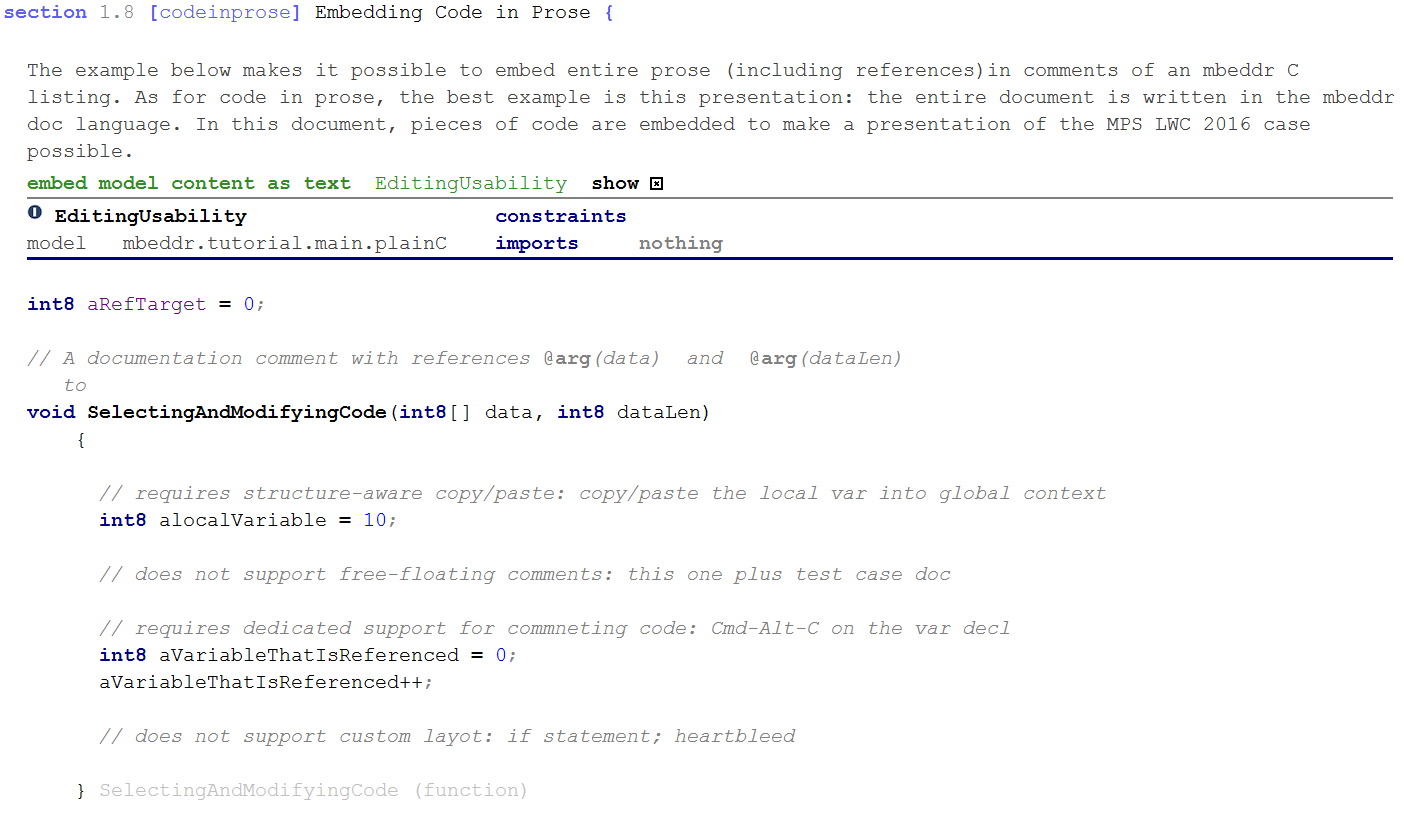 section 1.8 [codeinprose] Embedding Code in Prose {
The example below makes it possible to embed entire prose (including references)in comments of an mbeddr C
listing. As for code in prose, the best example is this presentation: the entire document is written in the mbeddr
doc language. In this document, pieces of code are embedded to make a presentation of the MPS LWC 2016 case
possible.
embed model content as text EditingUsability show
EditingUsability constraints
model mbeddr.tutorial.main.plainC imports nothing
int8 aRefTarget = 0;
// A documentation comment with references @arg(data) and @arg(dataLen)
to
void SelectingAndModifyingCode(int8[] data, int8 dataLen)
{
// requires structure-aware copy/paste: copy/paste the local var into global context
int8 alocalVariable = 10;
// does not support free-floating comments: this one plus test case doc
// requires dedicated support for commneting code: Cmd-Alt-C on the var decl
int8 aVariableThatIsReferenced = 0;
aVariableThatIsReferenced++;
// does not support custom layot: if statement; heartbleed
} SelectingAndModifyingCode (function)